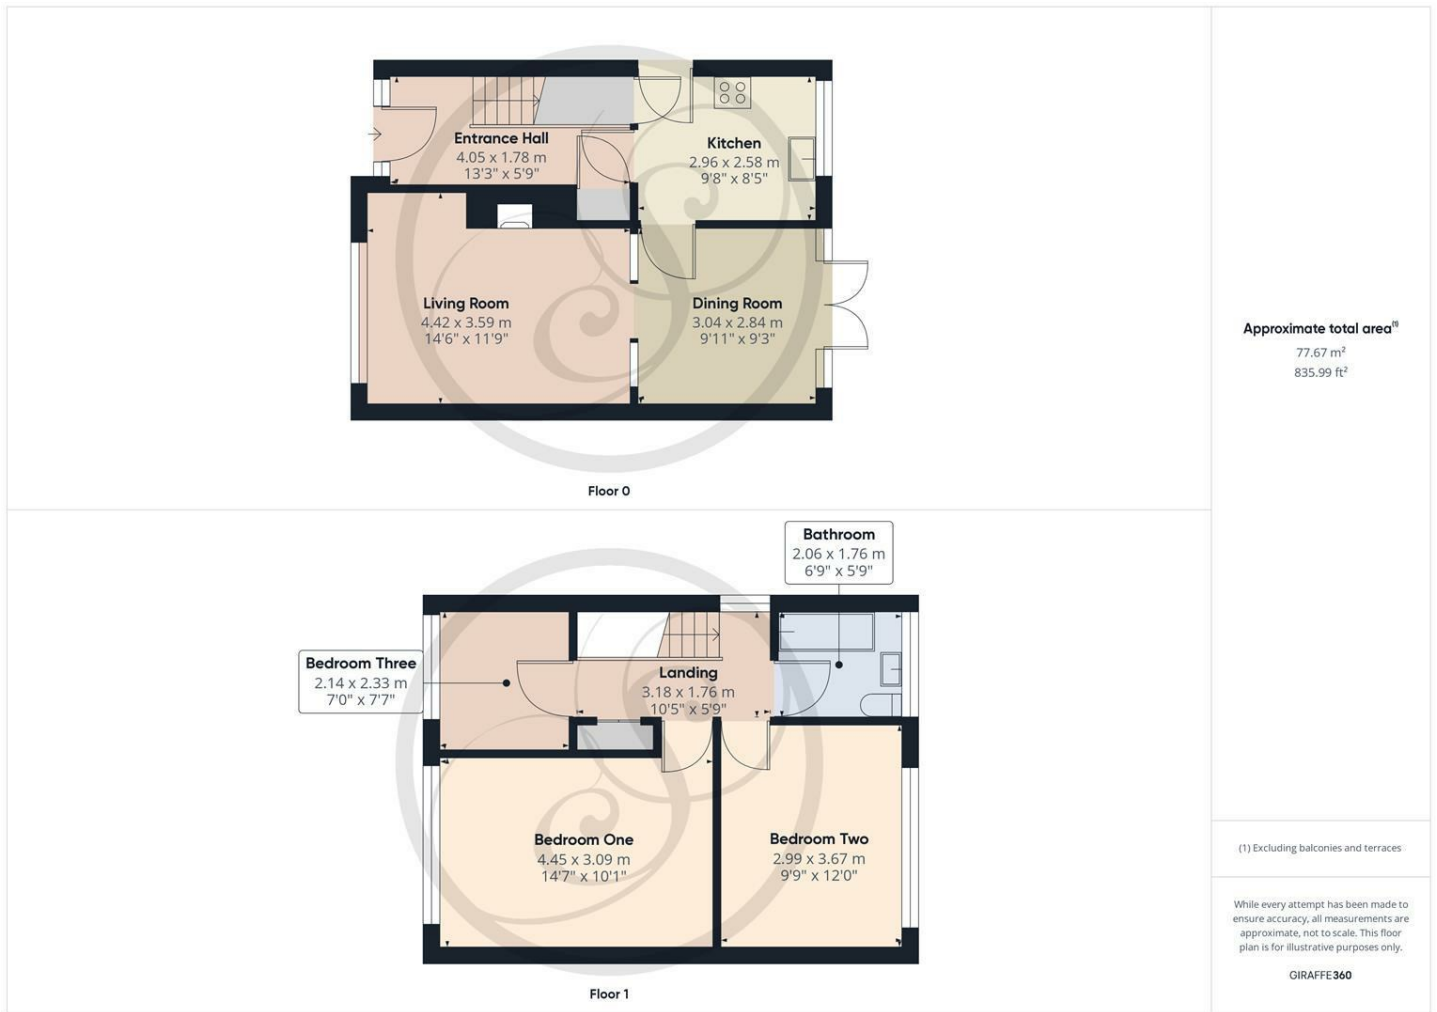 Entrance Hall
4.05 x 1.78 m
13'3" x 5'9"
Kitchen
2.96 x 2.58 m
9'8" x 8'5"
Living Room
4.42 x 3.59 m
14'6" x 11'9"
Dining Room
3.04 x 2.84 m
9'11" x 9'3"
Floor 0
Bathroom
2.06 x 1.76 m
6'9" x 5'9"
Bedroom Three
2.14 x 2.33 m
7'0" x 7'7"
Landing
3.18 x 1.76 m
10'5" x 5'9"
Bedroom One
4.45 x 3.09 m
14'7" x 10'1"
Bedroom Two
2.99 x 3.67 m
9'9" x 12'0"
Floor 1
Approximate total area(1)
77.67 m²
835.99 ft²
(1) Excluding balconies and terraces
While every attempt has been made to
ensure accuracy, all measurements are
approximate, not to scale. This floor
plan is for illustrative purposes only.
GIRAFFE360